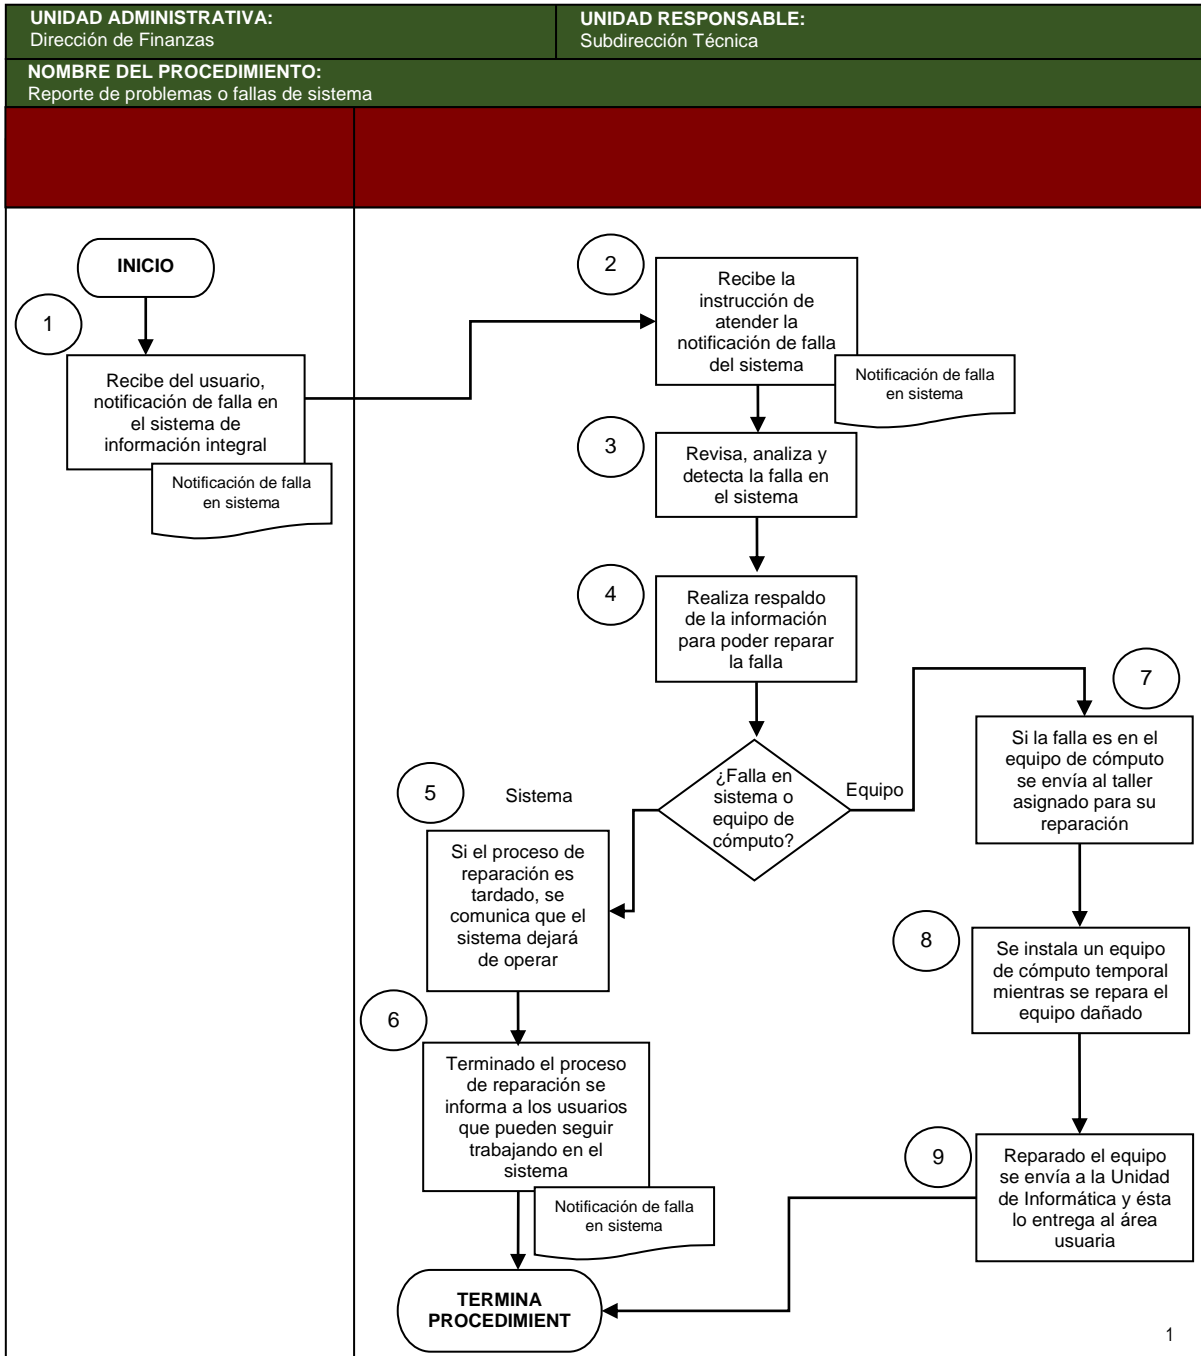 UNIDAD ADMINISTRATIVA:
Dirección de Finanzas
UNIDAD RESPONSABLE:
Subdirección Técnica
NOMBRE DEL PROCEDIMIENTO:
Reporte de problemas o fallas de sistema
INICIO
1
Recibe del usuario,
notificación de falla en
el sistema de
información integral
Notificación de falla
en sistema
2
Recibe la
instrucción de
atender la
notificación de falla
del sistema
Notificación de falla
en sistema
3
Revisa, analiza y
detecta la falla en
el sistema
4
Realiza respaldo
de la información
para poder reparar
la falla
¿Falla en
sistema o
equipo de
cómputo?
Sistema
Equipo
5
Si el proceso de
reparación es
tardado, se
comunica que el
sistema dejará
de operar
6
Terminado el proceso
de reparación se
informa a los usuarios
que pueden seguir
trabajando en el
sistema
Notificación de falla
en sistema
7
Si la falla es en el
equipo de cómputo
se envía al taller
asignado para su
reparación
8
Se instala un equipo
de cómputo temporal
mientras se repara el
equipo dañado
9
Reparado el equipo
se envía a la Unidad
de Informática y ésta
lo entrega al área
usuaria
TERMINA
PROCEDIMIENT
1